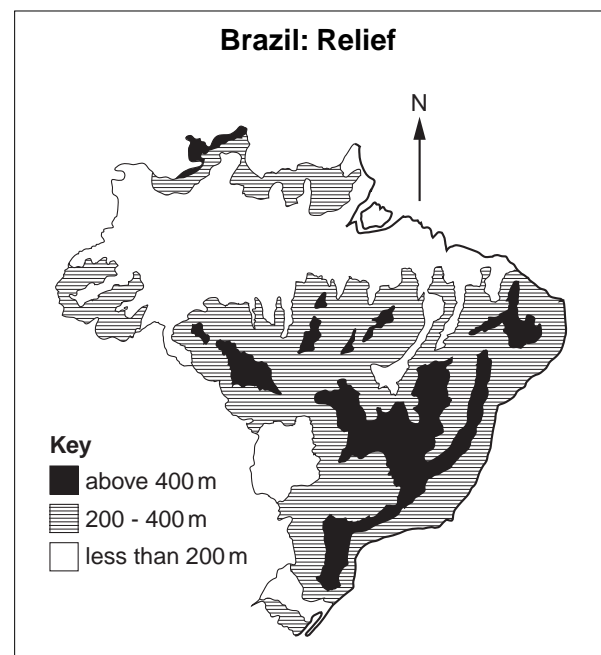 Brazil: Relief
N
Key
above 400 m
200 - 400 m
less than 200 m